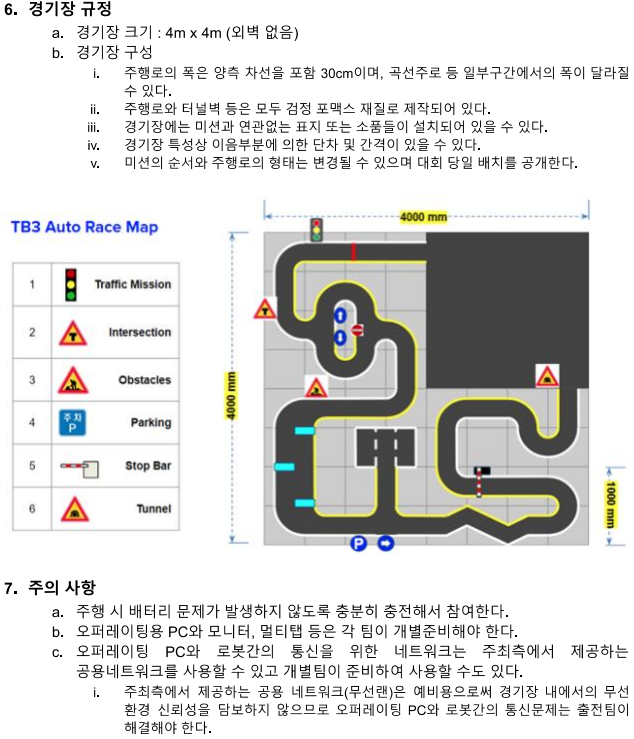 6. 경기장 규정
a. 경기장 크기 : 4m x 4m (외벽 없음)
b. 경기장 구성
i. 주행로의 폭은 양측 차선을 포함 30cm이며, 곡선주로 등 일부구간에서의 폭이 달라질
수 있다.
ii. 주행로와 터널벽 등은 모두 검정 포맥스 재질로 제작되어 있다.
iii. 경기장에는 미션과 연관없는 표지 또는 소품들이 설치되어 있을 수 있다.
iv. 경기장 특성상 이음부분에 의한 단차 및 간격이 있을 수 있다.
v. 미션의 순서와 주행로의 형태는 변경될 수 있으며 대회 당일 배치를 공개한다.
TB3 Auto Race Map
1 Traffic Mission
2 Intersection
3 Obstacles
4 주차 P Parking
5 Stop Bar
6 Tunnel
4000 mm
4000 mm
1000 mm
P
7. 주의 사항
a. 주행 시 배터리 문제가 발생하지 않도록 충분히 충전해서 참여한다.
b. 오퍼레이팅용 PC와 모니터, 멀티탭 등은 각 팀이 개별준비해야 한다.
c. 오퍼레이팅 PC와 로봇간의 통신을 위한 네트워크는 주최측에서 제공하는
공용네트워크를 사용할 수 있고 개별팀이 준비하여 사용할 수도 있다.
i. 주최측에서 제공하는 공용 네트워크(무선랜)은 예비용으로써 경기장 내에서의 무선
환경 신뢰성을 담보하지 않으므로 오퍼레이팅 PC와 로봇간의 통신문제는 출전팀이
해결해야 한다.